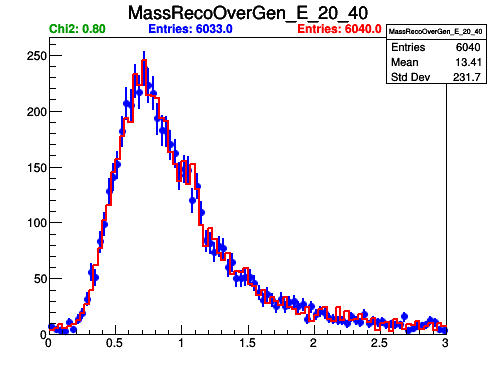 MassRecoOverGen_E_20_40
Chi2: 0.80 Entries: 6033.0 Entries: 6040.0
MassRecoOverGen_E_20_40
Entries 6040
Mean 13.41
Std Dev 231.7
250
200
150
100
50
0
0 0.5 1 1.5 2 2.5 3